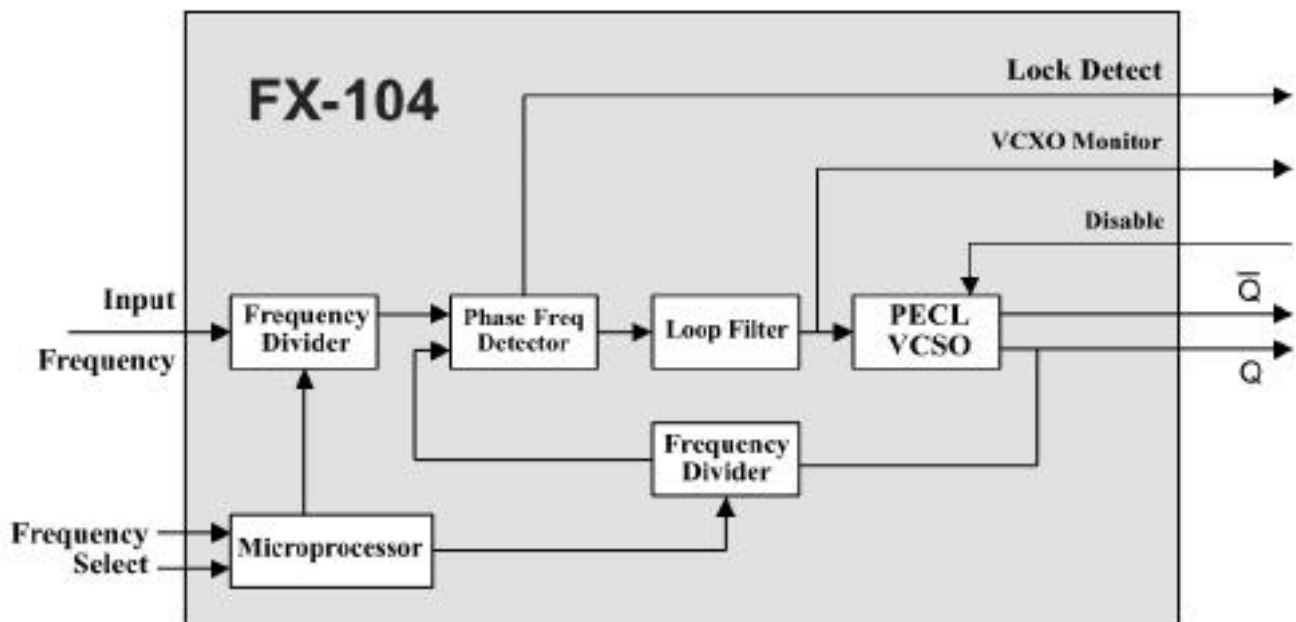 FX-104
Lock Detect
VCXO Monitor
Disable
Q̅
Q
Input
Frequency
Frequency
Divider
Phase Freq
Detector
Loop Filter
PECL
VCSO
Frequency
Divider
Frequency
Select
Microprocessor